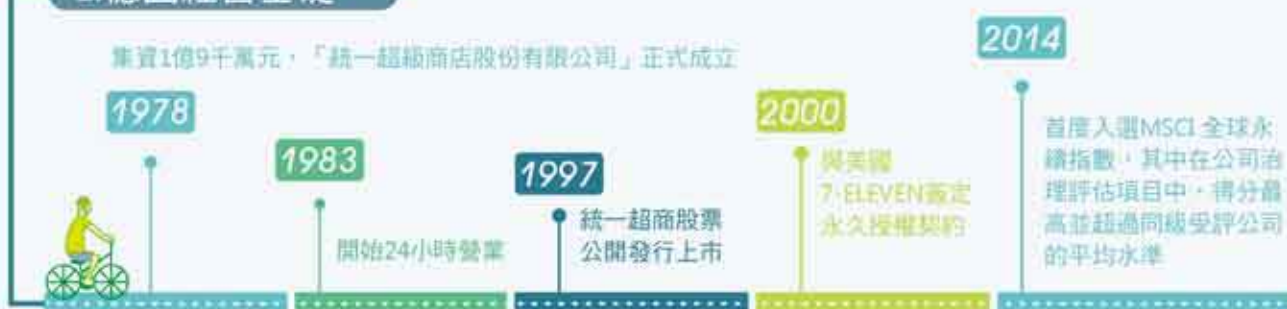 集資1億9千萬元，「統一超級商店股份有限公司」正式成立
1978
1983
開始24小時營業
1997
統一超商股票
公開發行上市
2000
與美國
7-ELEVEN簽定
永久授權契約
2014
首度入選MSCI 全球永
續指數，其中在公司治
理評估項目中，得分最
高並超過同級受評公司
的平均水準